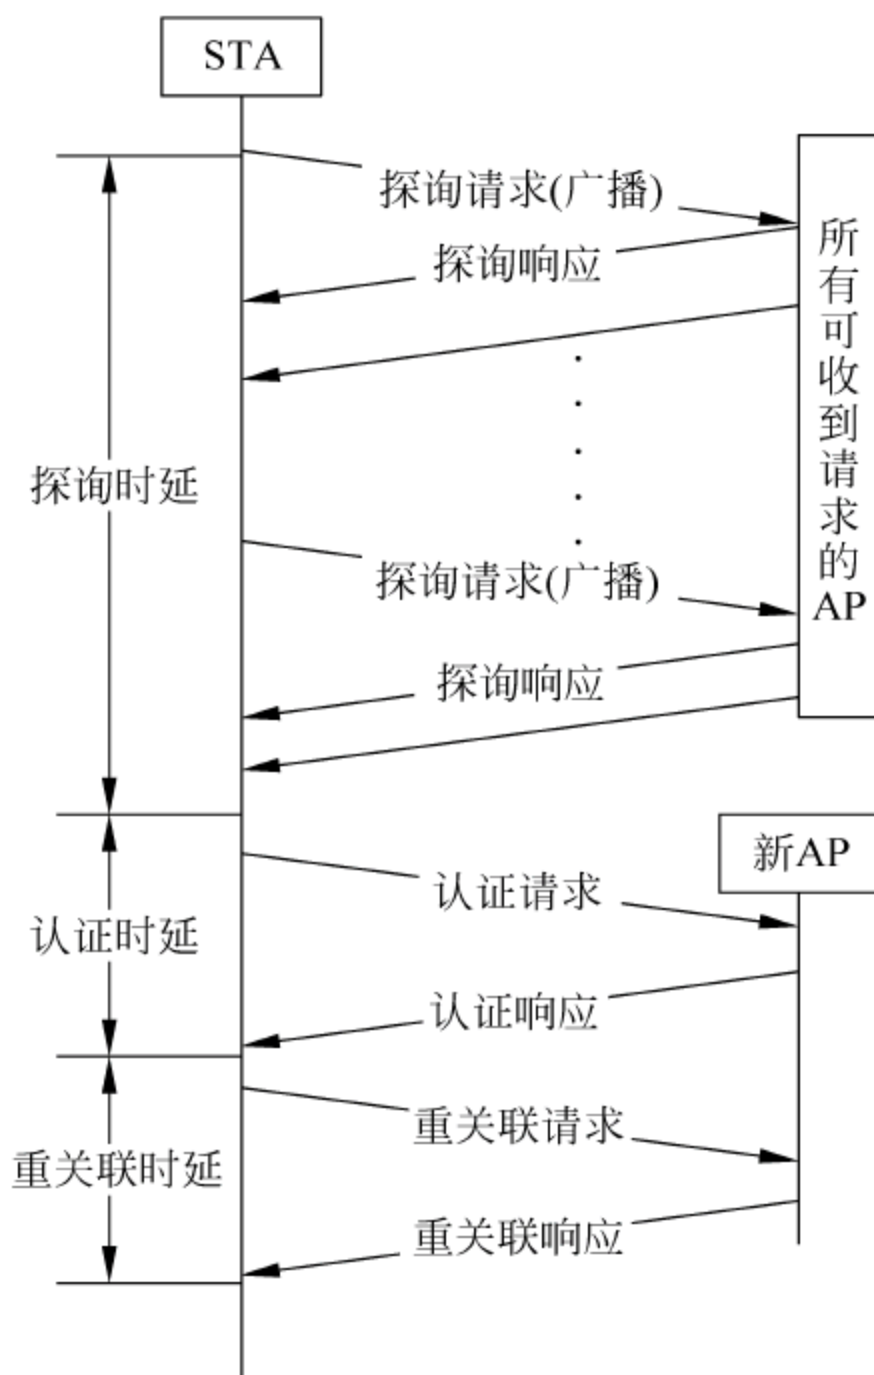 STA
探询请求(广播)
探询响应
所有可收到请求的AP
探询时延
探询请求(广播)
探询响应
新AP
认证请求
认证时延
认证响应
重关联请求
重关联时延
重关联响应